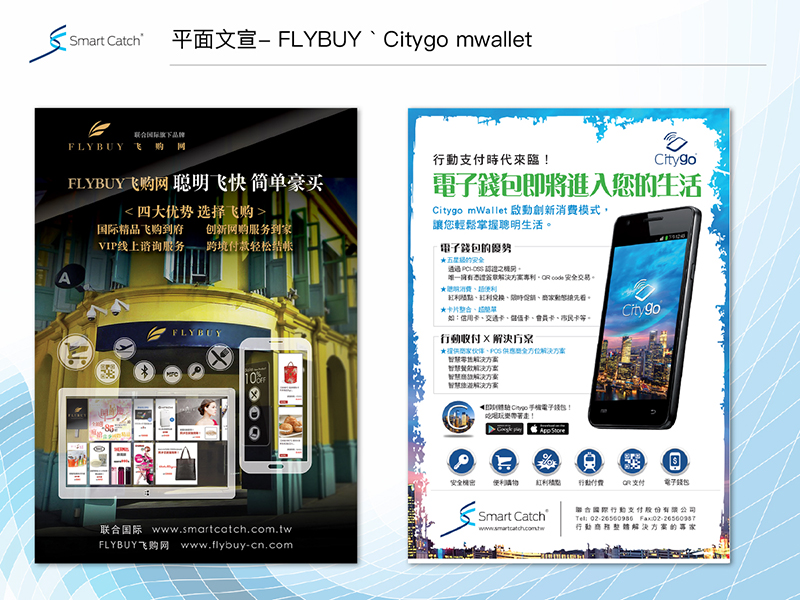 Smart Catch®
平面文宣- FLYBUY ` Citygo mwallet
FLYBUY 飞购网
联合国际旗下品牌
FLYBUY飞购网 聪明飞快 简单豪买
< 四大优势 选择飞购 >
国际精品飞购到府 创新网购服务到家
VIP线上谘询服务 跨境付款轻松结帐
A
FLYBUY
NFC
10%
OFF
联合国际 www.smartcatch.com.tw
FLYBUY飞购网 www.flybuy-cn.com
Citygo
行動支付時代來臨！
電子錢包即將進入您的生活
Citygo mWallet 啟動創新消費模式，
讓您輕鬆掌握聰明生活。
電子錢包的優勢
★五星級的安全
通過 PCI-DSS 認證之機房。
唯一擁有憑證簽章解決方案專利，QR code 安全交易。
★聰明消費，超便利
紅利積點、紅利兌換、限時促銷、商家動態搶先看。
★卡片整合，超簡單
如：信用卡、交通卡、儲值卡、會員卡、市民卡等。
行動收付 X 解決方案
★提供商家快速、POS 供應商全方位解決方案
智慧零售解決方案
智慧餐飲解決方案
智慧商旅解決方案
智慧旅遊解決方案
12:40
Citygo
◀即刻體驗 Citygo 手機電子錢包！
吃喝玩樂帶著走！
Google play
App Store
安全機密 便利購物 紅利積點 行動付費 QR 支付 電子錢包
Smart Catch®
www.smartcatch.com.tw
聯合國際行動支付股份有限公司
Tel: 02-26560986 Fax:02-26560987
行動商務整體解決方案的專家